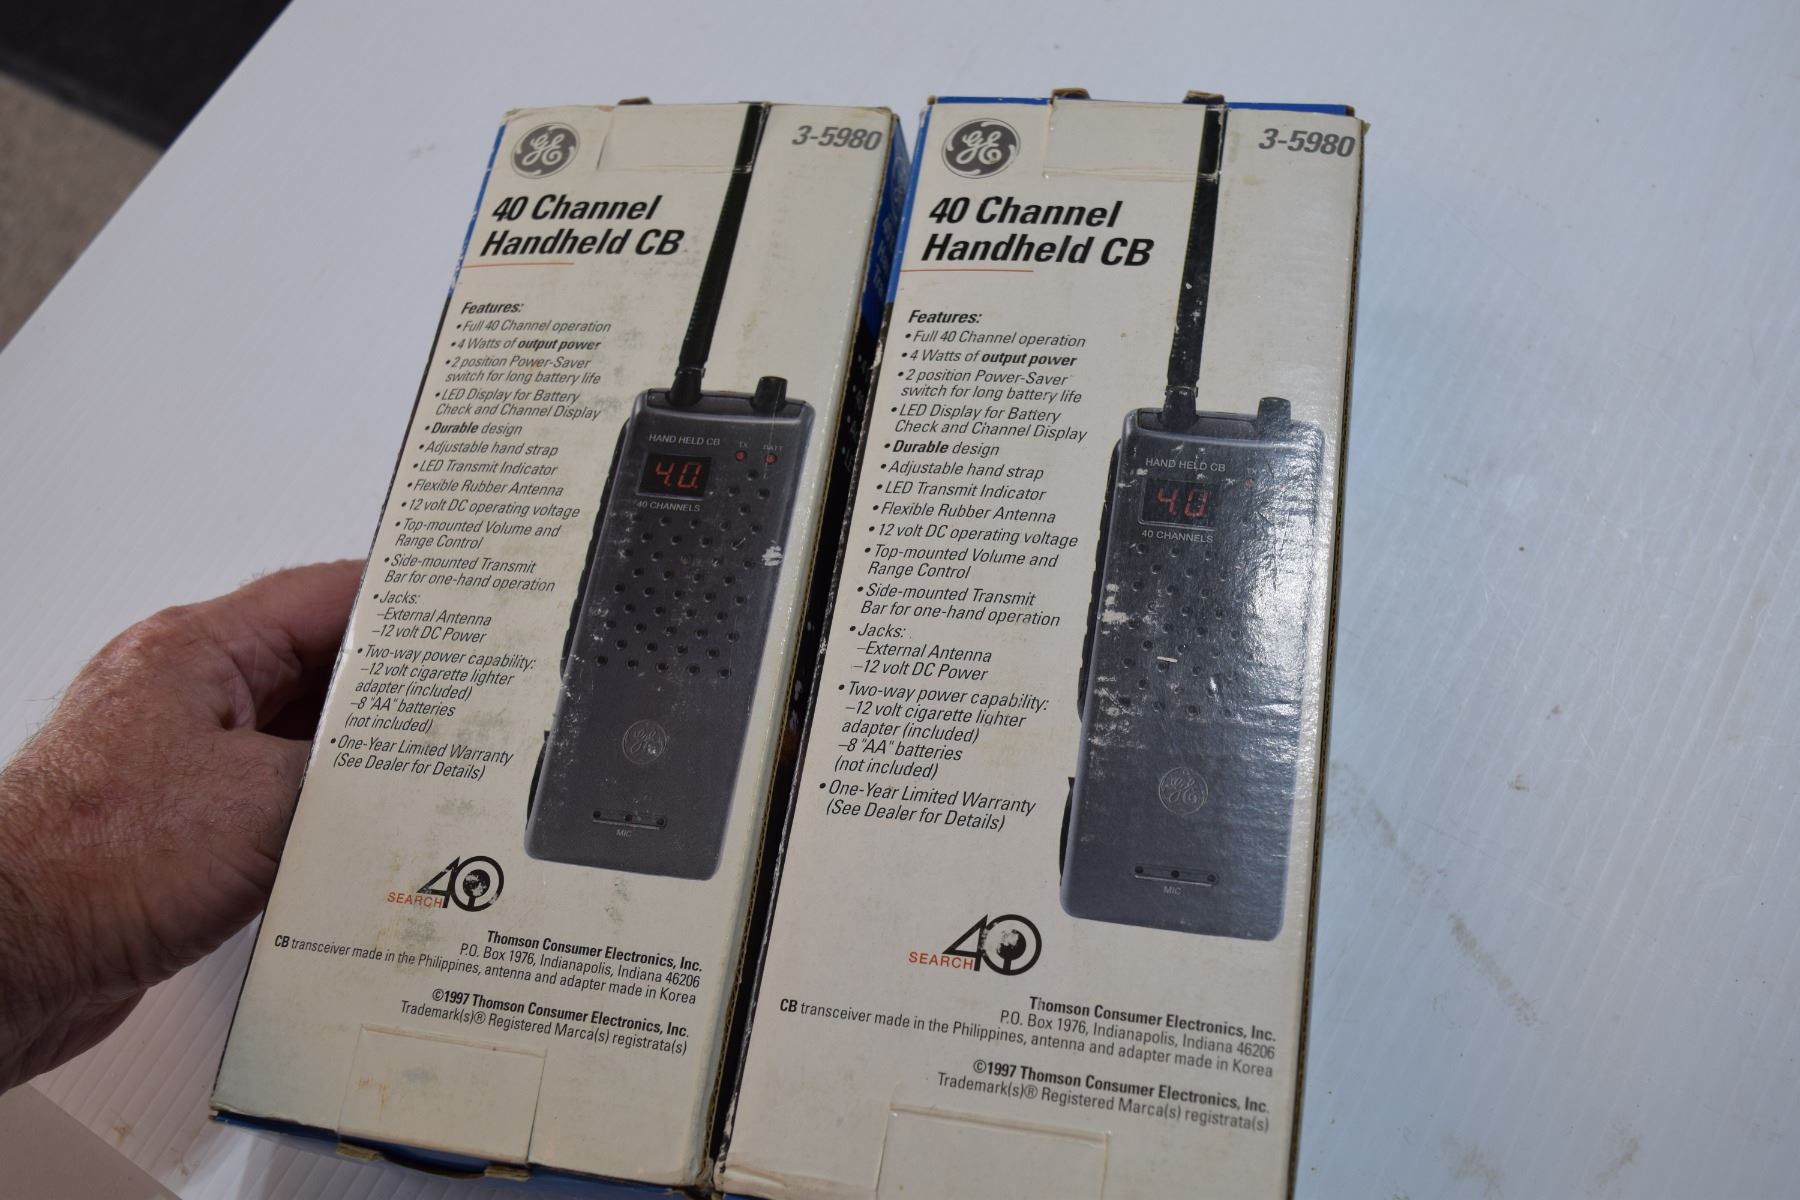 GE
3-5980
40 Channel
Handheld CB
Features:
• Full 40 Channel operation
• 4 Watts of output power
• 2 position Power-Saver
switch for long battery life
• LED Display for Battery
Check and Channel Display
• Durable design
• Adjustable hand strap
• LED Transmit Indicator
• Flexible Rubber Antenna
• 12 volt DC operating voltage
• Top-mounted Volume and
Range Control
• Side-mounted Transmit
Bar for one-hand operation
• Jacks:
–External Antenna
–12 volt DC Power
• Two-way power capability:
–12 volt cigarette lighter
adapter (included)
–8 "AA" batteries
(not included)
• One-Year Limited Warranty
(See Dealer for Details)
HAND HELD CB
TX BATT
4.0.
40 CHANNELS
GE
MIC
SEARCH 40
Thomson Consumer Electronics, Inc.
P.O. Box 1976, Indianapolis, Indiana 46206
CB transceiver made in the Philippines, antenna and adapter made in Korea
©1997 Thomson Consumer Electronics, Inc.
Trademark(s)® Registered Marca(s) registrata(s)
GE
3-5980
40 Channel
Handheld CB
Features:
• Full 40 Channel operation
• 4 Watts of output power
• 2 position Power-Saver
switch for long battery life
• LED Display for Battery
Check and Channel Display
• Durable design
• Adjustable hand strap
• LED Transmit Indicator
• Flexible Rubber Antenna
• 12 volt DC operating voltage
• Top-mounted Volume and
Range Control
• Side-mounted Transmit
Bar for one-hand operation
• Jacks:
–External Antenna
–12 volt DC Power
• Two-way power capability:
–12 volt cigarette lighter
adapter (included)
–8 "AA" batteries
(not included)
• One-Year Limited Warranty
(See Dealer for Details)
HAND HELD CB
4.0.
40 CHANNELS
GE
MIC
SEARCH 40
Thomson Consumer Electronics, Inc.
P.O. Box 1976, Indianapolis, Indiana 46206
CB transceiver made in the Philippines, antenna and adapter made in Korea
©1997 Thomson Consumer Electronics, Inc.
Trademark(s)® Registered Marca(s) registrata(s)